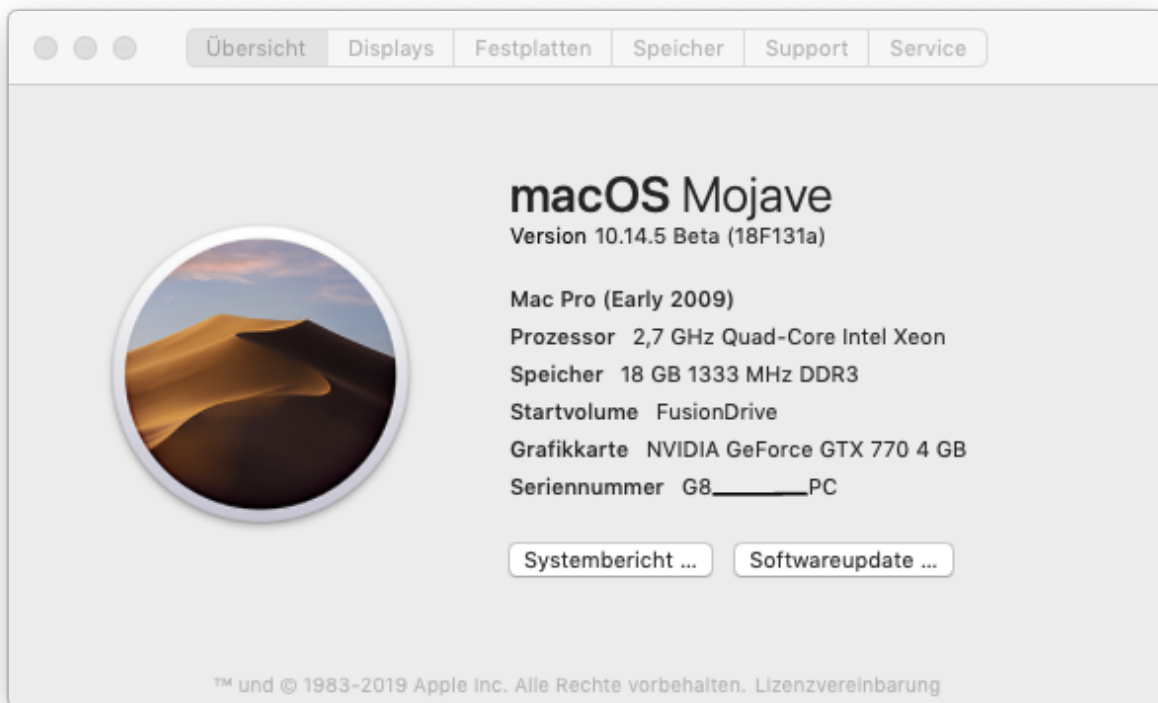 Übersicht Displays Festplatten Speicher Support Service
macOS Mojave
Version 10.14.5 Beta (18F131a)
Mac Pro (Early 2009)
Prozessor 2,7 GHz Quad-Core Intel Xeon
Speicher 18 GB 1333 MHz DDR3
Startvolume FusionDrive
Grafikkarte NVIDIA GeForce GTX 770 4 GB
Seriennummer G8 PC
Systembericht ... Softwareupdate ...
™ und © 1983-2019 Apple Inc. Alle Rechte vorbehalten. Lizenzvereinbarung